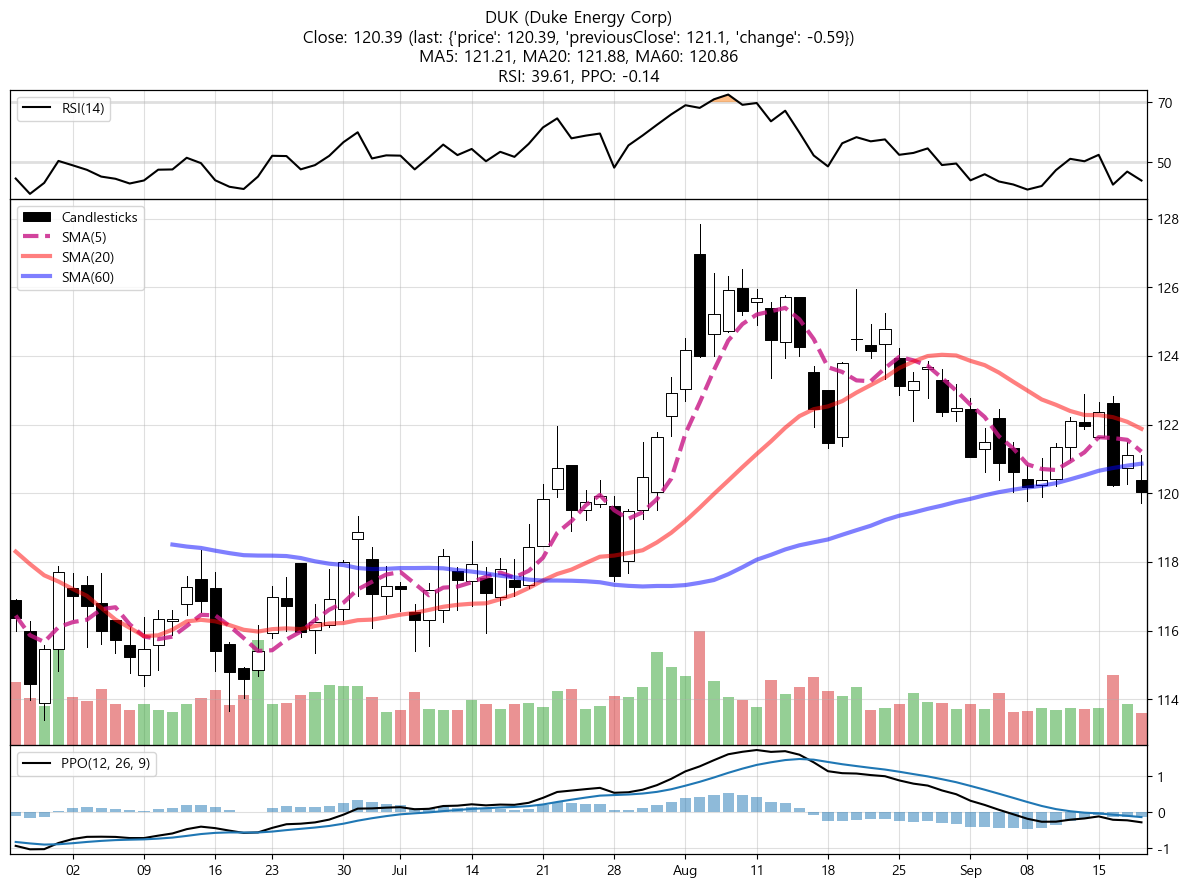 DUK (Duke Energy Corp)
Close: 120.39 (last: {'price': 120.39, 'previousClose': 121.1, 'change': -0.59})
MA5: 121.21, MA20: 121.88, MA60: 120.86
RSI: 39.61, PPO: -0.14
RSI(14)
70
50
Candlesticks
SMA(5)
SMA(20)
SMA(60)
128
126
124
122
120
118
116
114
PPO(12, 26, 9)
1
0
-1
02 09 16 23 30 Jul 14 21 28 Aug 11 18 25 Sep 08 15